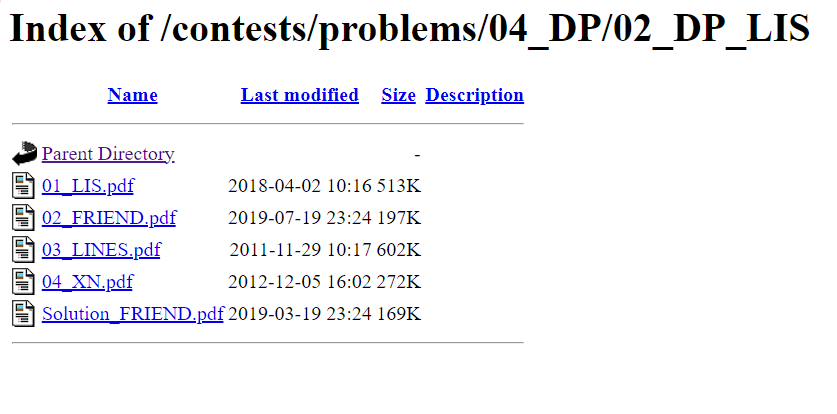 Index of /contests/problems/04_DP/02_DP_LIS
Name Last modified Size Description
Parent Directory -
01_LIS.pdf 2018-04-02 10:16 513K
02_FRIEND.pdf 2019-07-19 23:24 197K
03_LINES.pdf 2011-11-29 10:17 602K
04_XN.pdf 2012-12-05 16:02 272K
Solution_FRIEND.pdf 2019-03-19 23:24 169K